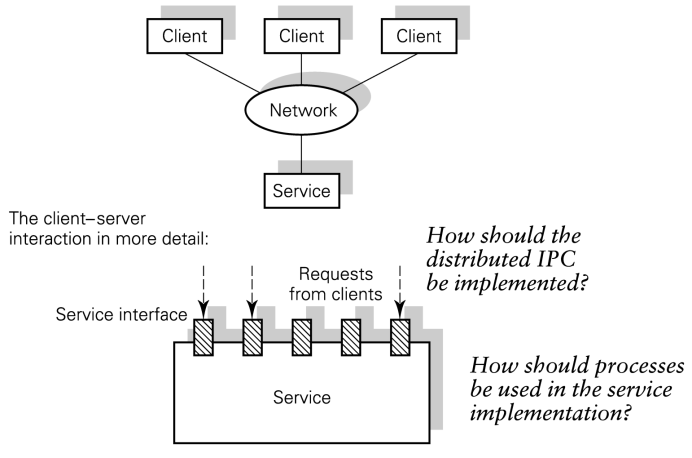 Client
Client
Client
Network
Service
The client–server
interaction in more detail:
How should the
distributed IPC
be implemented?
Requests
from clients
Service interface
Service
How should processes
be used in the service
implementation?